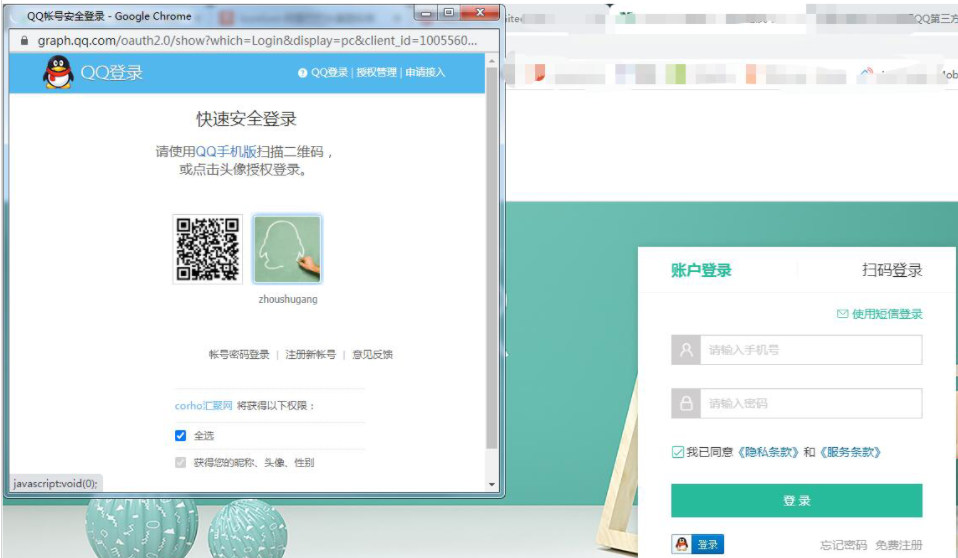 QQ帐号安全登录 - Google Chrome
graph.qq.com/oauth2.0/show?which=Login&display=pc&client_id=1005560...
QQ登录
QQ登录 | 授权管理 | 申请接入
快速安全登录
请使用QQ手机版扫描二维码，
或点击头像授权登录。
zhoushugang
帐号密码登录 | 注册新帐号 | 意见反馈
corho汇聚网 将获得以下权限：
全选
获得您的昵称、头像、性别
javascript:void(0);
QQ第三方
账户登录
扫码登录
使用短信登录
请输入手机号
请输入密码
我已同意《隐私条款》和《服务条款》
登 录
登录
忘记密码 免费注册